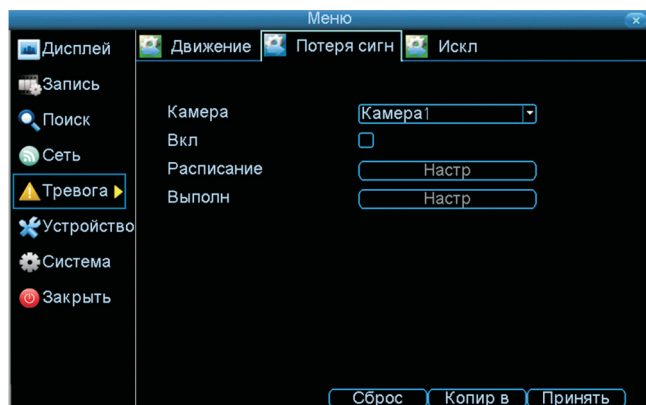 Меню
Дисплей
Запись
Поиск
Сеть
Тревога
Устройство
Система
Закрыть
Движение Потеря сигн Искл
Камера Камера1
Вкл
Расписание Настр
Выполн Настр
Сброс Копир в Принять